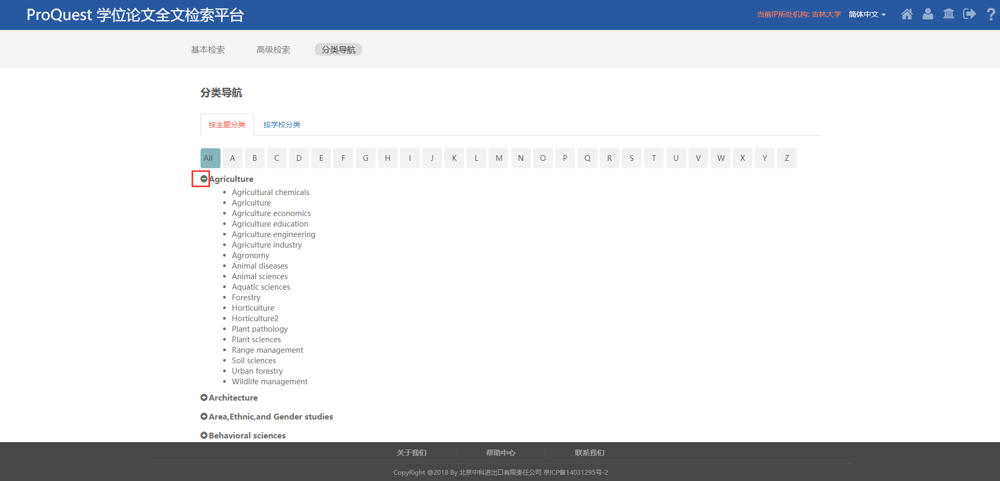 ProQuest 学位论文全文检索平台
当前IP所处机构: 吉林大学 简体中文
基本检索 高级检索 分类导航
分类导航
按主题分类 按学校分类
All A B C D E F G H I J K L M N O P Q R S T U V W X Y Z
Agriculture
Agricultural chemicals
Agriculture
Agriculture economics
Agriculture education
Agriculture engineering
Agriculture industry
Agronomy
Animal diseases
Animal sciences
Aquatic sciences
Forestry
Horticulture
Horticulture2
Plant pathology
Plant sciences
Range management
Soil sciences
Urban forestry
Wildlife management
Architecture
Area,Ethnic,and Gender studies
Behavioral sciences
关于我们 帮助中心 联系我们
CopyRight @2018 By 北京中科进出口有限责任公司 京ICP备14031295号-2